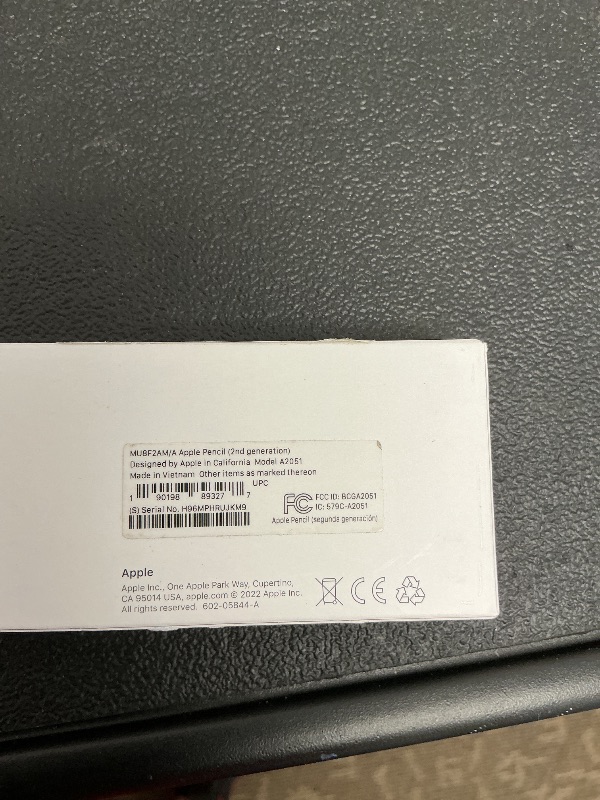 MU8F2AM/A Apple Pencil (2nd generation)
Designed by Apple in California Model A2051
Made in Vietnam Other items as marked thereon
UPC
1 90198 89327 7
(S) Serial No. H96MPHRUJKM9
FC FCC ID: BCGA2051
IC: 579C-A2051
Apple Pencil (segunda generación)
Apple
Apple Inc., One Apple Park Way, Cupertino,
CA 95014 USA, apple.com © 2022 Apple Inc.
All rights reserved. 602-05844-A
CE